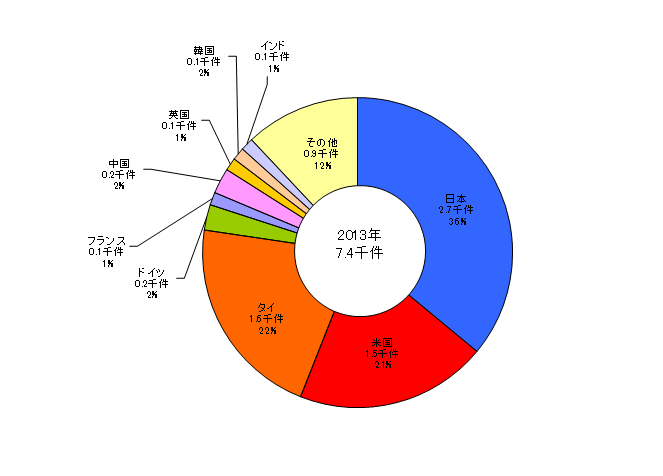 韓国
0.1千件
2%
インド
0.1千件
1%
英国
0.1千件
1%
その他
0.9千件
12%
中国
0.2千件
2%
日本
2.7千件
36%
2013年
7.4千件
フランス
0.1千件
1%
ドイツ
0.2千件
2%
タイ
1.6千件
22%
米国
1.5千件
21%